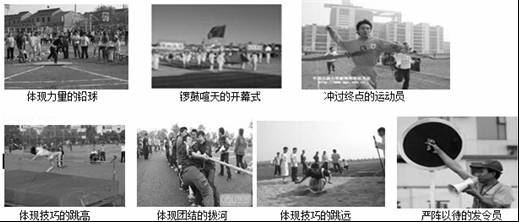 体现力量的铅球
锣鼓喧天的开幕式
冲过终点的运动员
体现技巧的跳高
体现团结的拔河
体现技巧的跳远
严阵以待的发令员